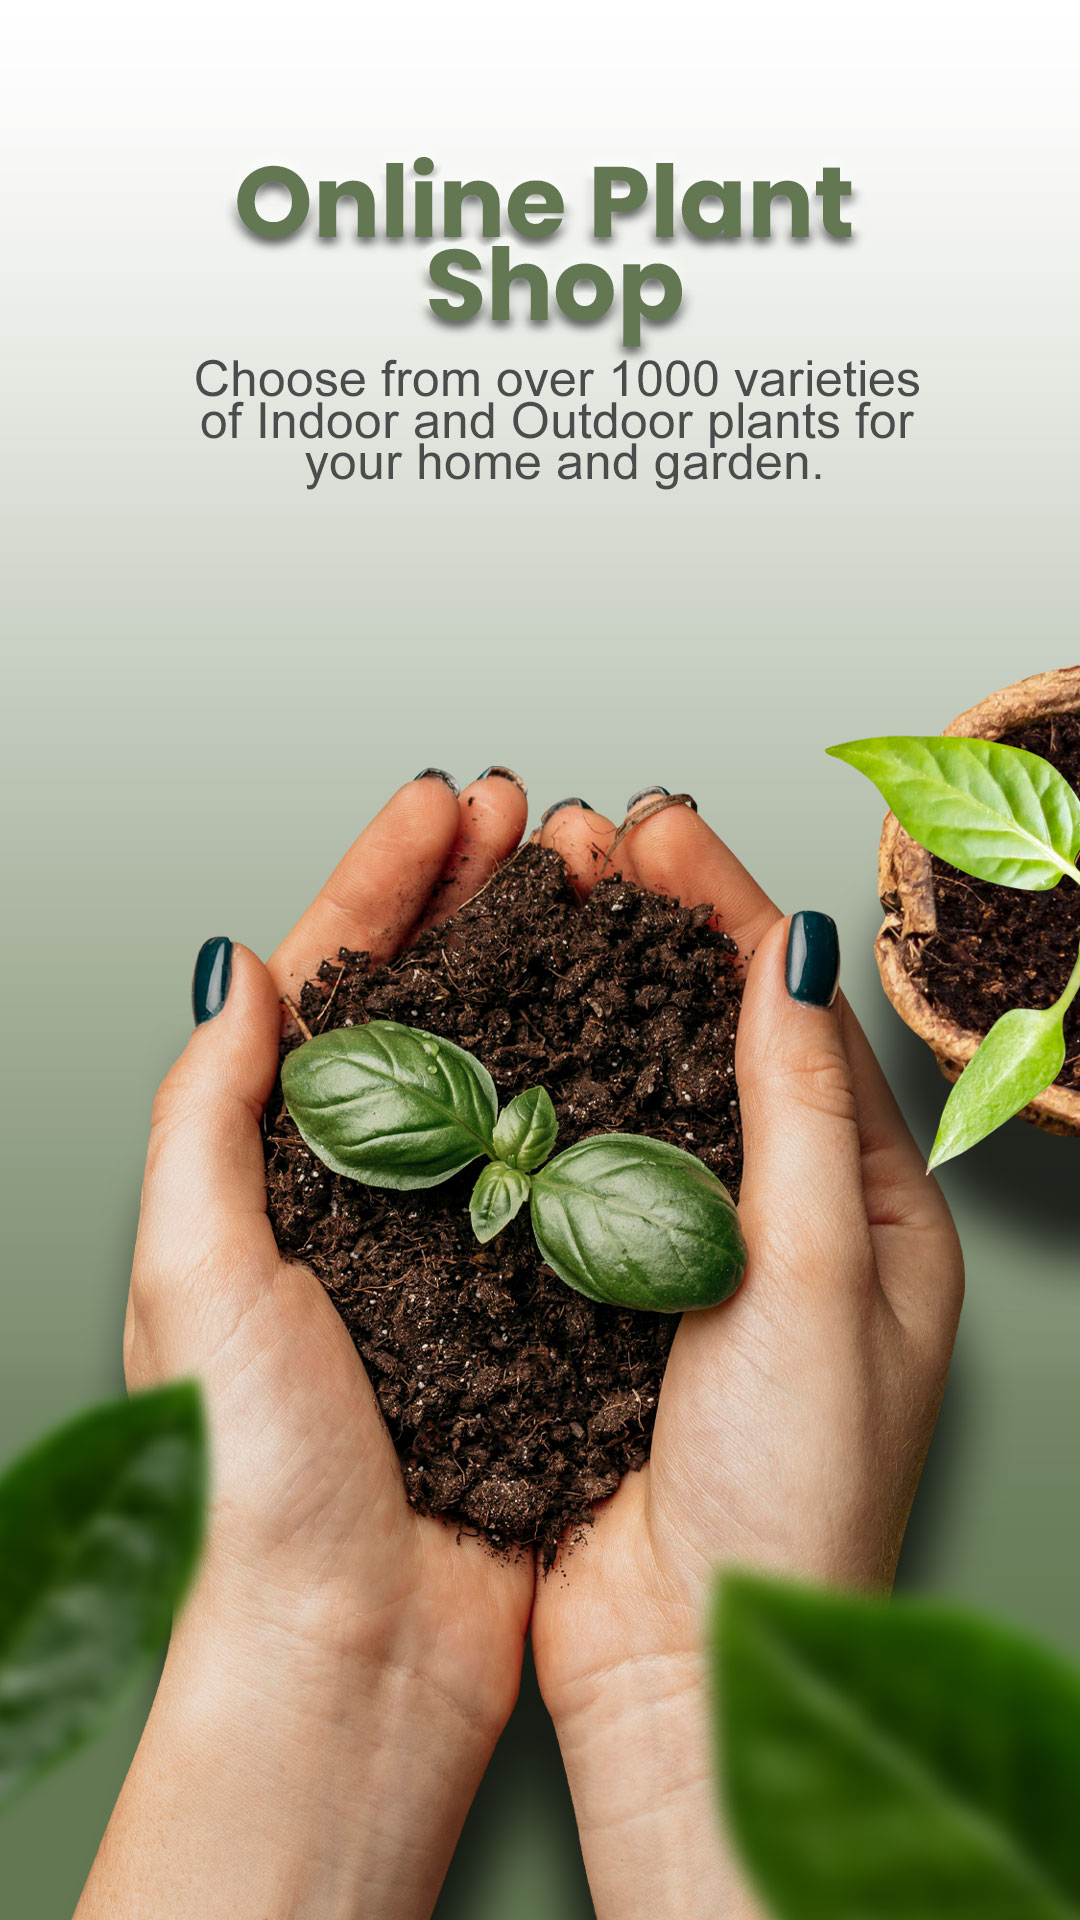 Online Plant
Shop
Choose from over 1000 varieties
of Indoor and Outdoor plants for
your home and garden.